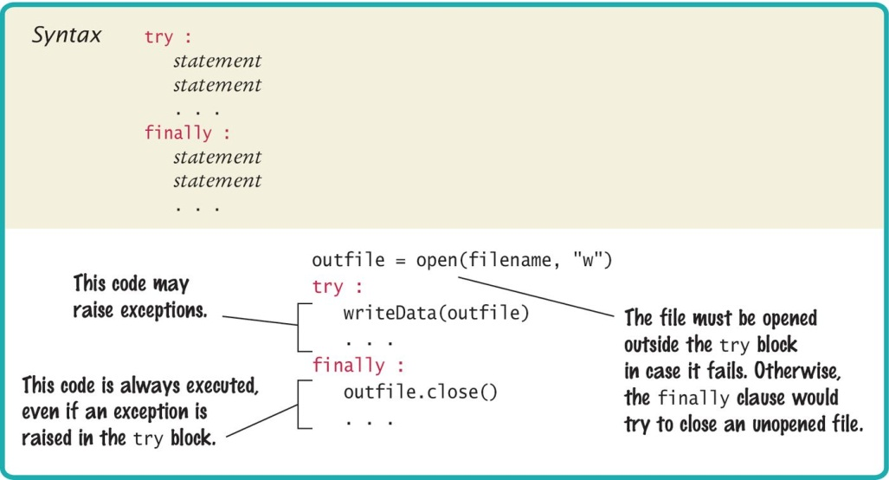 Syntax
try :
statement
statement
. . .
finally :
statement
statement
. . .
outfile = open(filename, "w")
try :
writeData(outfile)
. . .
finally :
outfile.close()
. . .
This code may
raise exceptions.
This code is always executed,
even if an exception is
raised in the try block.
The file must be opened
outside the try block
in case it fails. Otherwise,
the finally clause would
try to close an unopened file.